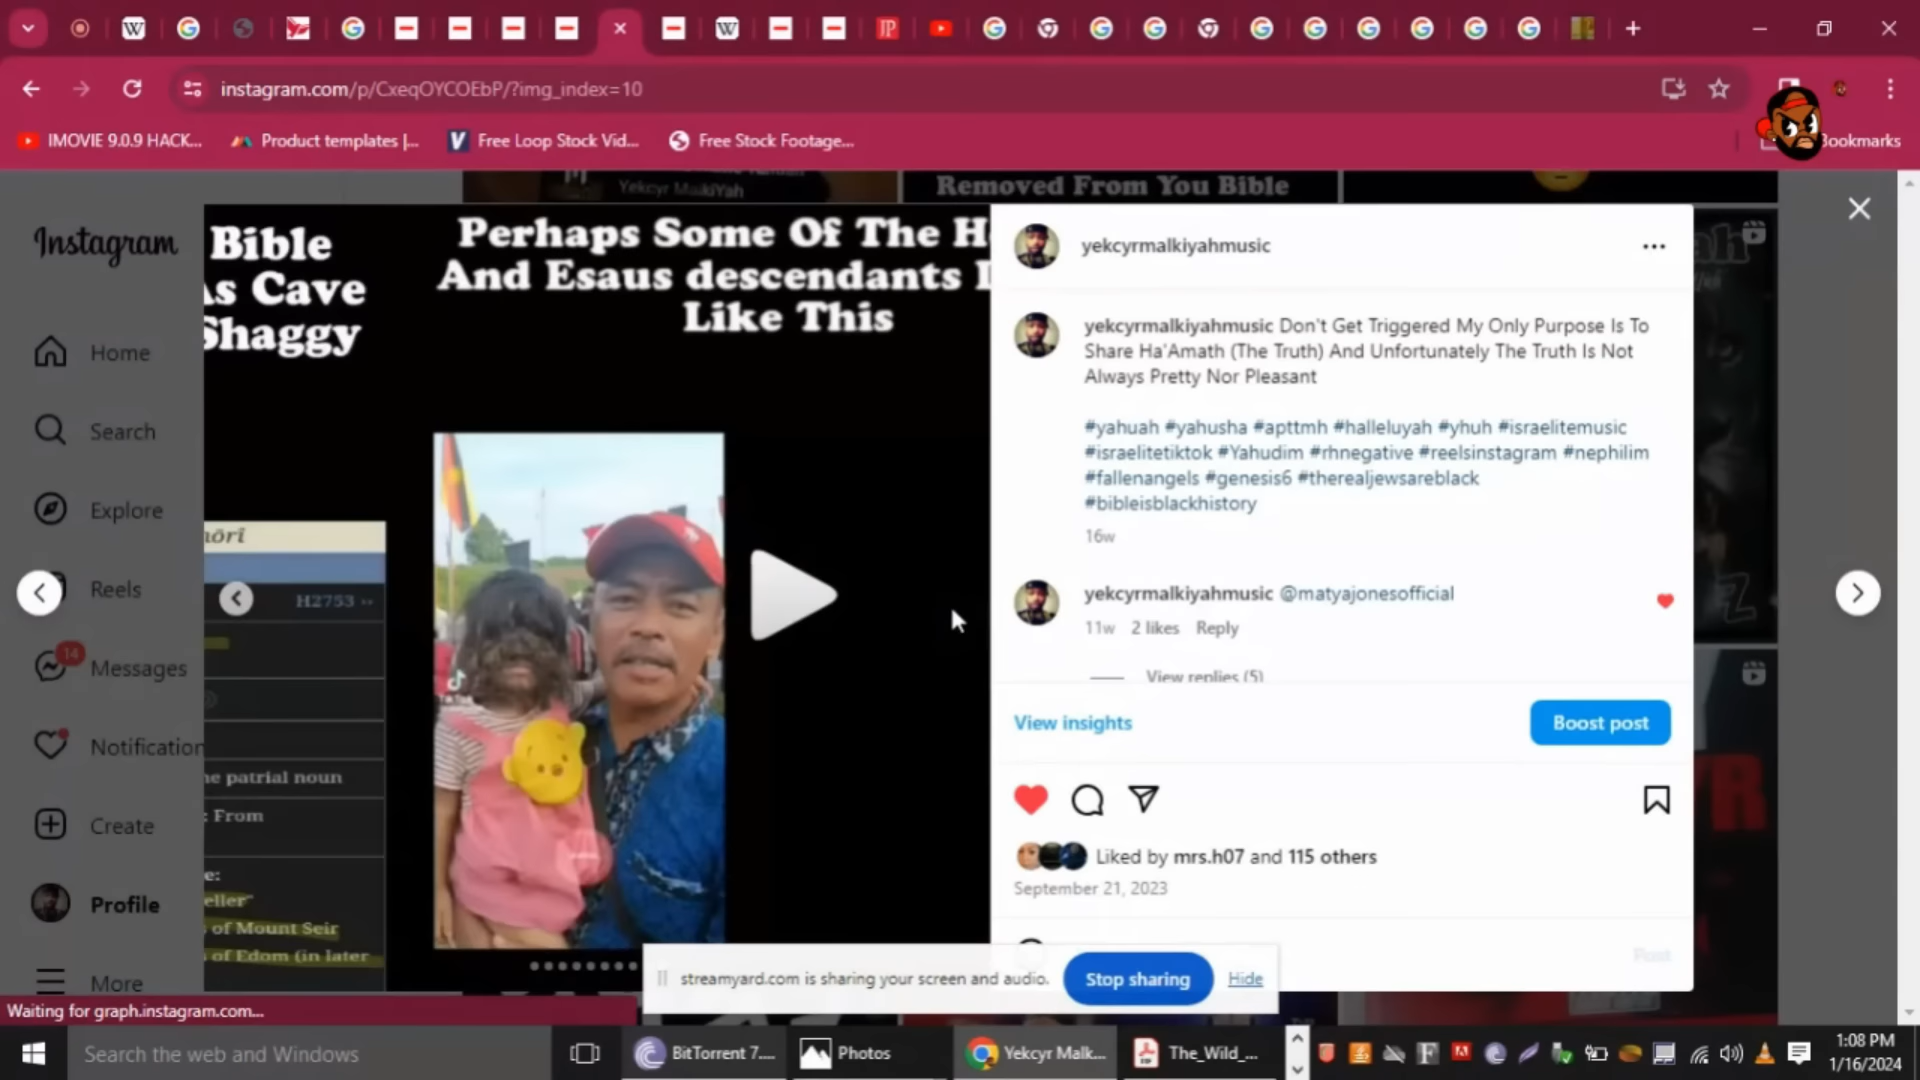 instagram.com/p/CxeqOYCOEbP/?img_index=10
IMOVIE 9.0.9 HACK...
Product templates |...
Free Loop Stock Vid...
Free Stock Footage...
Bookmarks
Yekcyr MalkiYah
Removed From You Bible
Instagram
Home
Search
Explore
Reels
14
Messages
Notification
Create
Profile
More
Bible
As Cave
Shaggy
H2753
he patrial noun
: From
of Mount Seir
of Edom (in later
Perhaps Some Of The H
And Esaus descendants
Like This
yekcyrmalkiyahmusic
yekcyrmalkiyahmusic Don't Get Triggered My Only Purpose Is To
Share Ha'Amath (The Truth) And Unfortunately The Truth Is Not
Always Pretty Nor Pleasant
#yahuah #yahusha #apttmh #halleluyah #yhuh #israelitemusic
#israelitetiktok #Yahudim #rhnegative #reelsinstagram #nephilim
#fallenangels #genesis6 #therealjewsareblack
#bibleisblackhistory
16w
yekcyrmalkiyahmusic @matyajonesofficial
11w 2 likes Reply
View replies (5)
View insights
Boost post
Liked by mrs.h07 and 115 others
September 21, 2023
Post
streamyard.com is sharing your screen and audio.
Stop sharing
Hide
Waiting for graph.instagram.com...
Search the web and Windows
BitTorrent 7....
Photos
Yekcyr Malk...
The_Wild_...
1:08 PM
1/16/2024